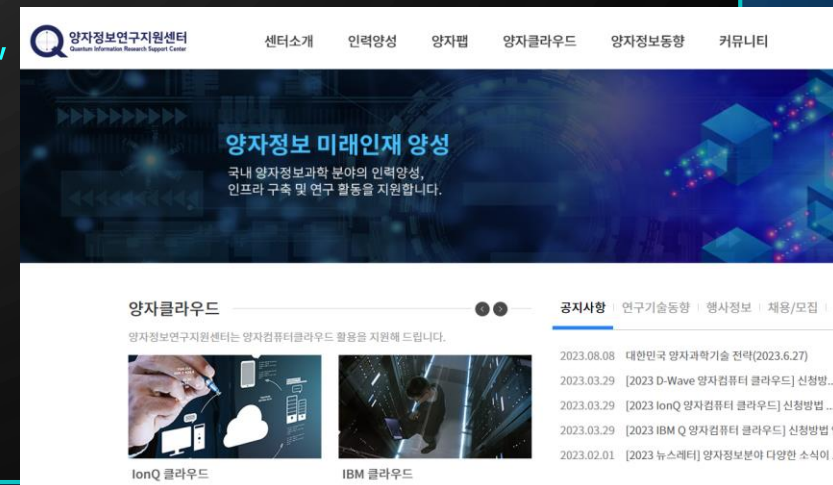 양자정보연구지원센터
Quantum Information Research Support Center
센터소개 인력양성 양자팹 양자클라우드 양자정보동향 커뮤니티
양자정보 미래인재 양성
국내 양자정보과학 분야의 인력양성,
인프라 구축 및 연구 활동을 지원합니다.
양자클라우드
양자정보연구지원센터는 양자컴퓨터클라우드 활용을 지원해 드립니다.
IonQ 클라우드
IBM 클라우드
공지사항 연구기술동향 행사정보 채용/모집
2023.08.08 대한민국 양자과학기술 전략(2023.6.27)
2023.03.29 [2023 D-Wave 양자컴퓨터 클라우드] 신청방...
2023.03.29 [2023 IonQ 양자컴퓨터 클라우드] 신청방법 ...
2023.03.29 [2023 IBM Q 양자컴퓨터 클라우드] 신청방법
2023.02.01 [2023 뉴스레터] 양자정보분야 다양한 소식이